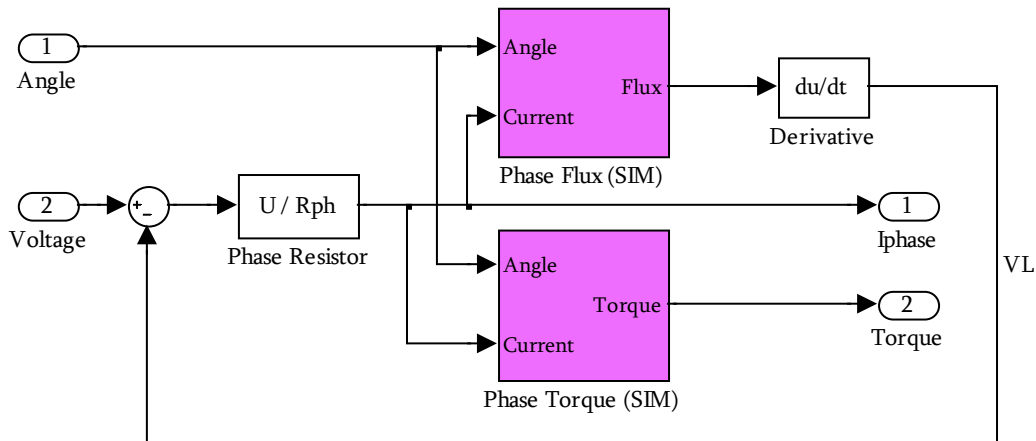 1
Angle
Angle
Flux
Current
Phase Flux (SIM)
du/dt
Derivative
2
Voltage
+
−
U / Rph
Phase Resistor
1
Iphase
VL
Angle
Torque
Current
Phase Torque (SIM)
2
Torque